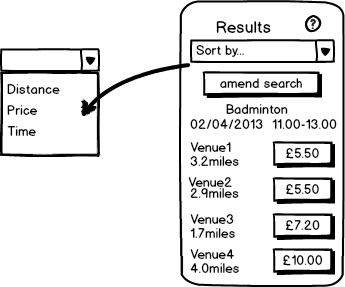 Results ?
Sort by...
amend search
Badminton
02/04/2013 11.00-13.00
Venue1
3.2miles
£5.50
Venue2
2.9miles
£5.50
Venue3
1.7miles
£7.20
Venue4
4.0miles
£10.00
Distance
Price
Time